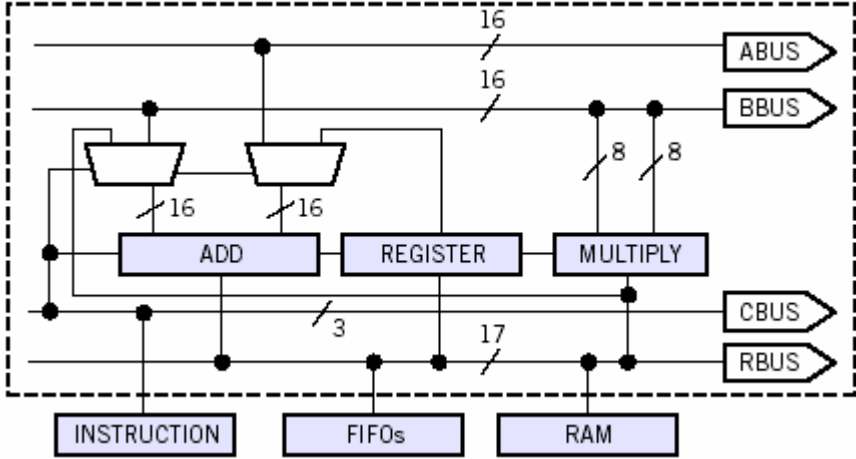 16
ABUS
16
BBUS
8 8
16 16
ADD REGISTER MULTIPLY
3
CBUS
17
RBUS
INSTRUCTION FIFOs RAM